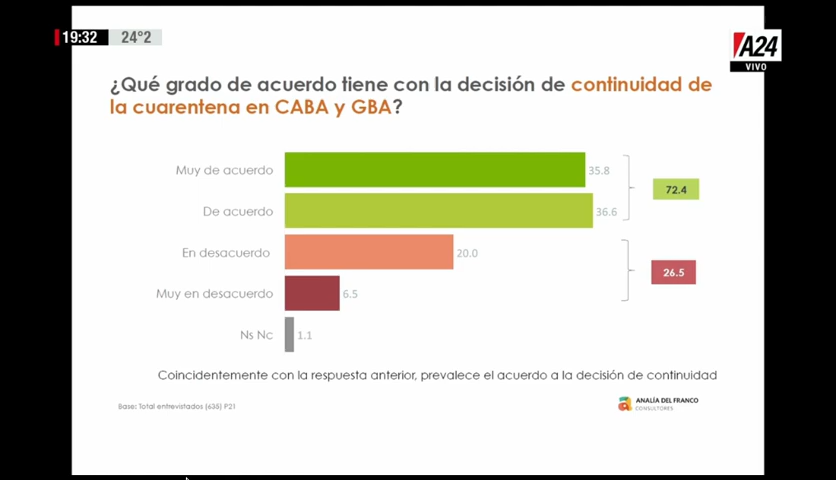 19:32 24°2
A24
VIVO
¿Qué grado de acuerdo tiene con la decisión de continuidad de
la cuarentena en CABA y GBA?
Muy de acuerdo 35.8
72.4
De acuerdo 36.6
En desacuerdo 20.0
26.5
Muy en desacuerdo 6.5
Ns Nc 1.1
Coincidentemente con la respuesta anterior, prevalece el acuerdo a la decisión de continuidad
Base: Total entrevistados (635) P21
ANALÍA DEL FRANCO
CONSULTORES